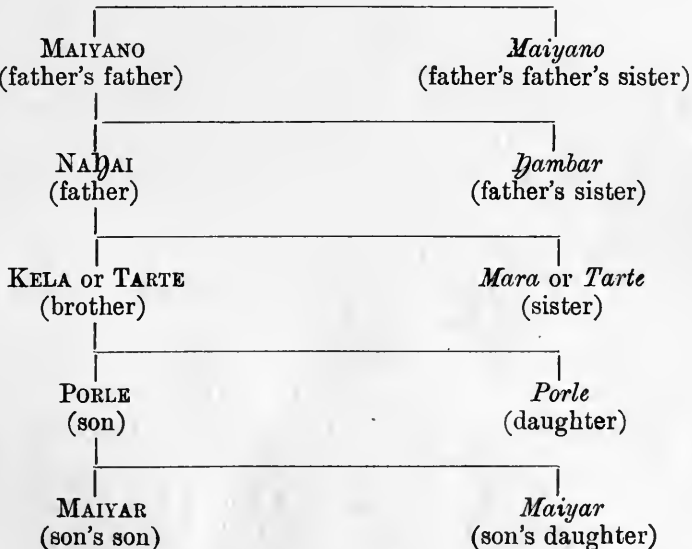 MAIYANO Maiyano
(father's father) (father's father's sister)
NAŊAI Ŋambar
(father) (father's sister)
KELA or TARTE Mara or Tarte
(brother) (sister)
PORLE Porle
(son) (daughter)
MAIYAR Maiyar
(son's son) (son's daughter)